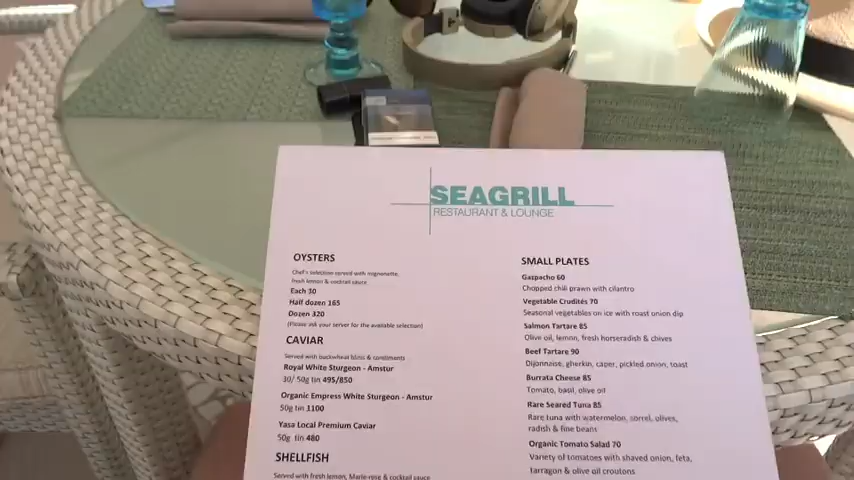 SEAGRILL
RESTAURANT & LOUNGE
OYSTERS
Chef's selection served with mignonette,
fresh lemon & cocktail sauce
Each 30
Half dozen 165
Dozen 320
(Please ask your server for the available selection)
CAVIAR
Served with buckwheat blinis & condiments
Royal White Sturgeon - Amstur
30/ 50g tin 495/850
Organic Empress White Sturgeon - Amstur
50g tin 1100
Yasa Local Premium Caviar
50g tin 480
SHELLFISH
Served with fresh lemon, Marie-rose & cocktail sauce
SMALL PLATES
Gazpacho 60
Chopped chili prawn with cilantro
Vegetable Crudités 70
Seasonal vegetables on ice with roast onion dip
Salmon Tartare 85
Olive oil, lemon, fresh horseradish & chives
Beef Tartare 90
Dijonnaise, gherkin, caper, pickled onion, toast
Burrata Cheese 85
Tomato, basil, olive oil
Rare Seared Tuna 85
Rare tuna with watermelon, sorrel, olives,
radish & fine beans
Organic Tomato Salad 70
Variety of tomatoes with shaved onion, feta,
tarragon & olive oil croutons